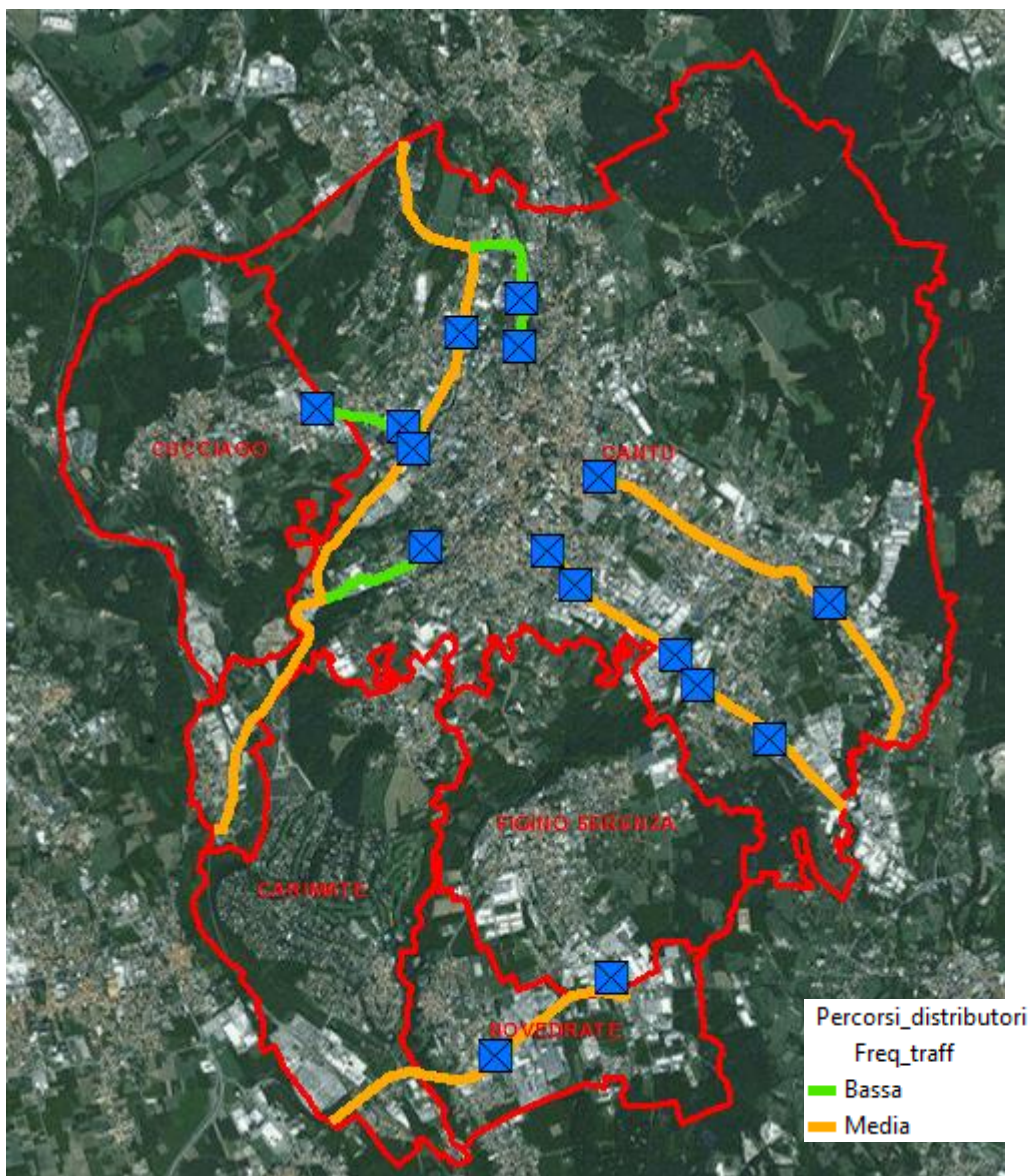 CUCCIAGO
CANTU
FIGINO SERENZA
CARIMATE
NOVEDRATE
Percorsi_distributori
Freq_traff
Bassa
Media